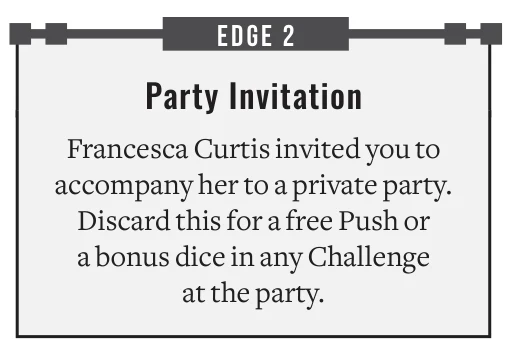 EDGE 2
Party Invitation
Francesca Curtis invited you to
accompany her to a private party.
Discard this for a free Push or
a bonus dice in any Challenge
at the party.